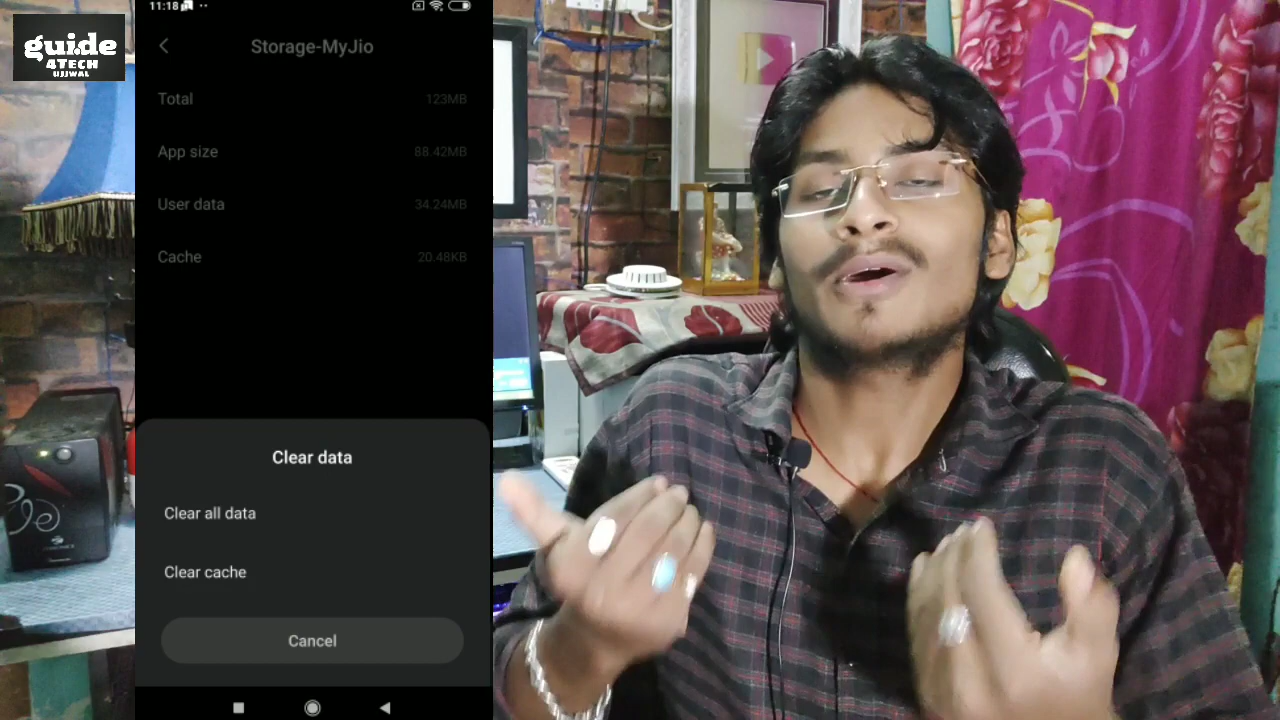 guide
4TECH
UJJWAL
11:18
Storage-MyJio
Total 123MB
App size 88.42MB
User data 34.24MB
Cache 20.48KB
Clear data
Clear all data
Clear cache
Cancel